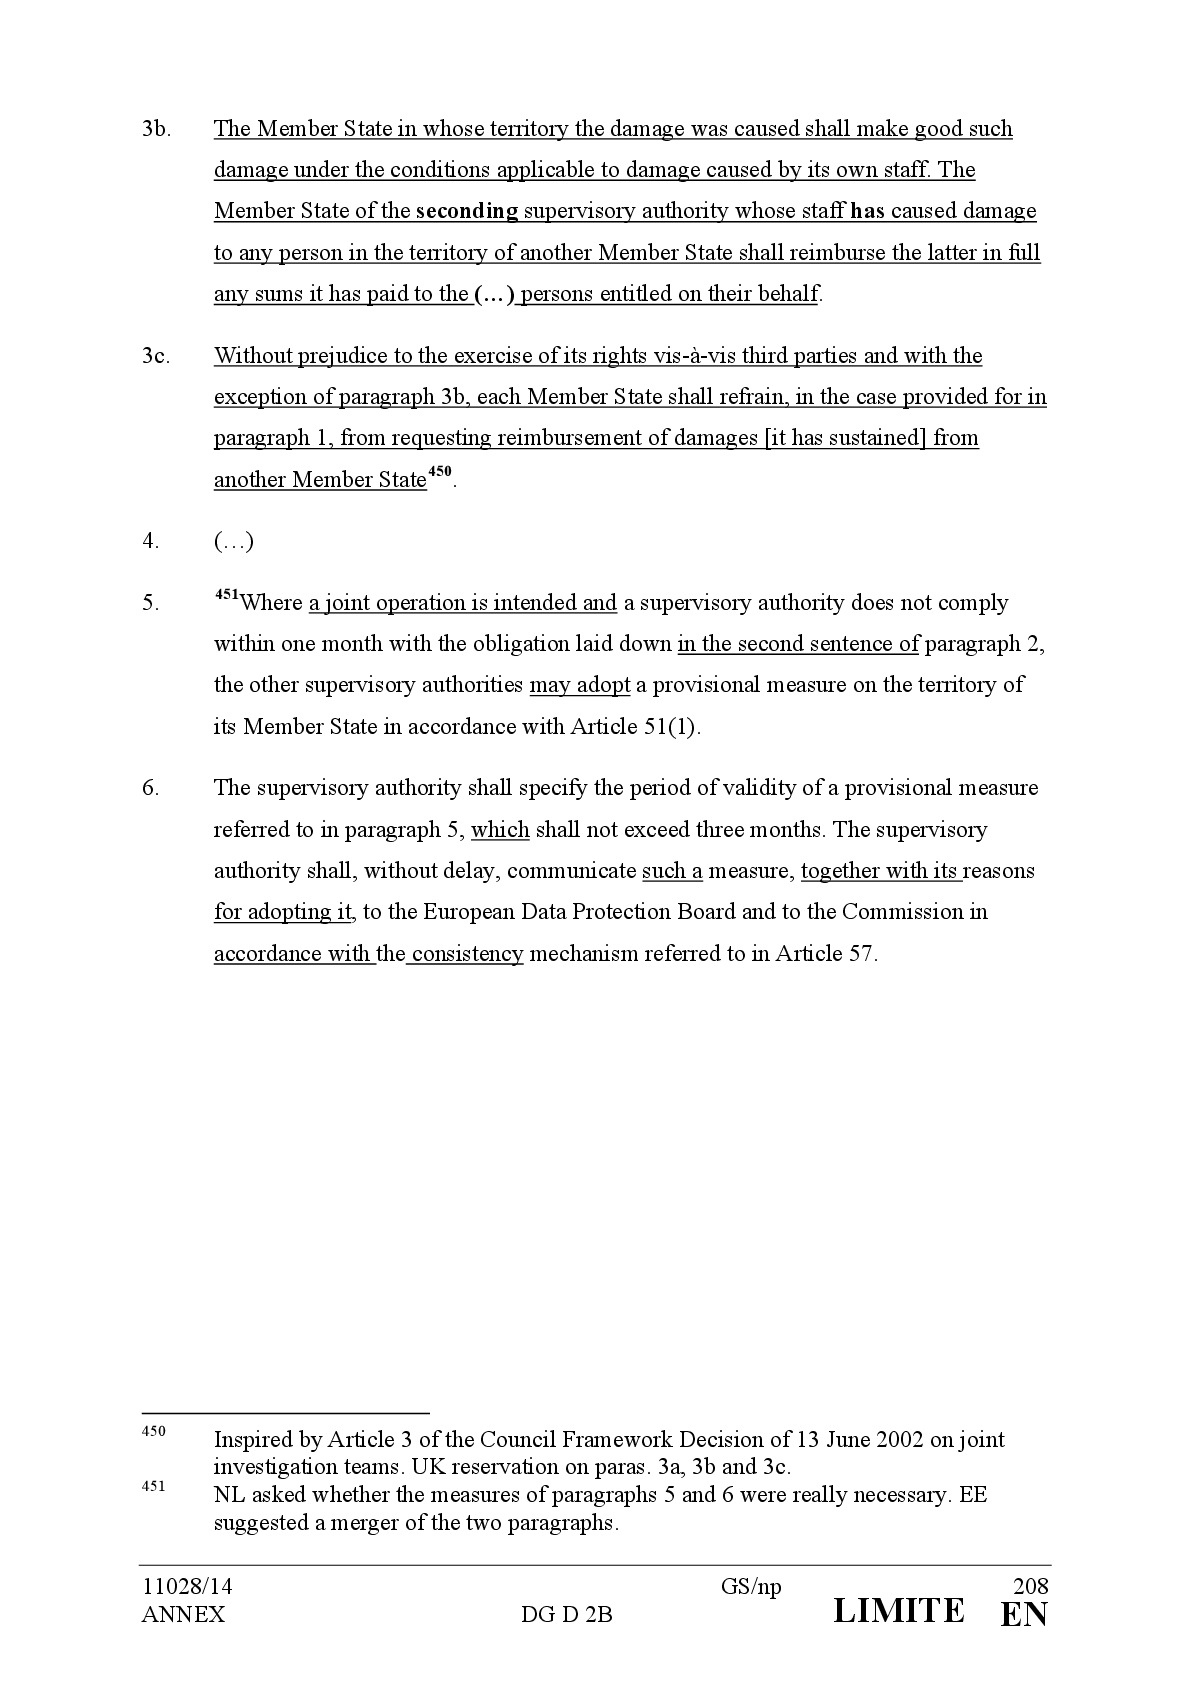 3b. The Member State in whose territory the damage was caused shall make good such
damage under the conditions applicable to damage caused by its own staff. The
Member State of the seconding supervisory authority whose staff has caused damage
to any person in the territory of another Member State shall reimburse the latter in full
any sums it has paid to the (…) persons entitled on their behalf.
3c. Without prejudice to the exercise of its rights vis-à-vis third parties and with the
exception of paragraph 3b, each Member State shall refrain, in the case provided for in
paragraph 1, from requesting reimbursement of damages [it has sustained] from
another Member State450.
4. (…)
5. 451Where a joint operation is intended and a supervisory authority does not comply
within one month with the obligation laid down in the second sentence of paragraph 2,
the other supervisory authorities may adopt a provisional measure on the territory of
its Member State in accordance with Article 51(1).
6. The supervisory authority shall specify the period of validity of a provisional measure
referred to in paragraph 5, which shall not exceed three months. The supervisory
authority shall, without delay, communicate such a measure, together with its reasons
for adopting it, to the European Data Protection Board and to the Commission in
accordance with the consistency mechanism referred to in Article 57.
450 Inspired by Article 3 of the Council Framework Decision of 13 June 2002 on joint
investigation teams. UK reservation on paras. 3a, 3b and 3c.
451 NL asked whether the measures of paragraphs 5 and 6 were really necessary. EE
suggested a merger of the two paragraphs.
11028/14 GS/np 208
ANNEX DG D 2B LIMITE EN